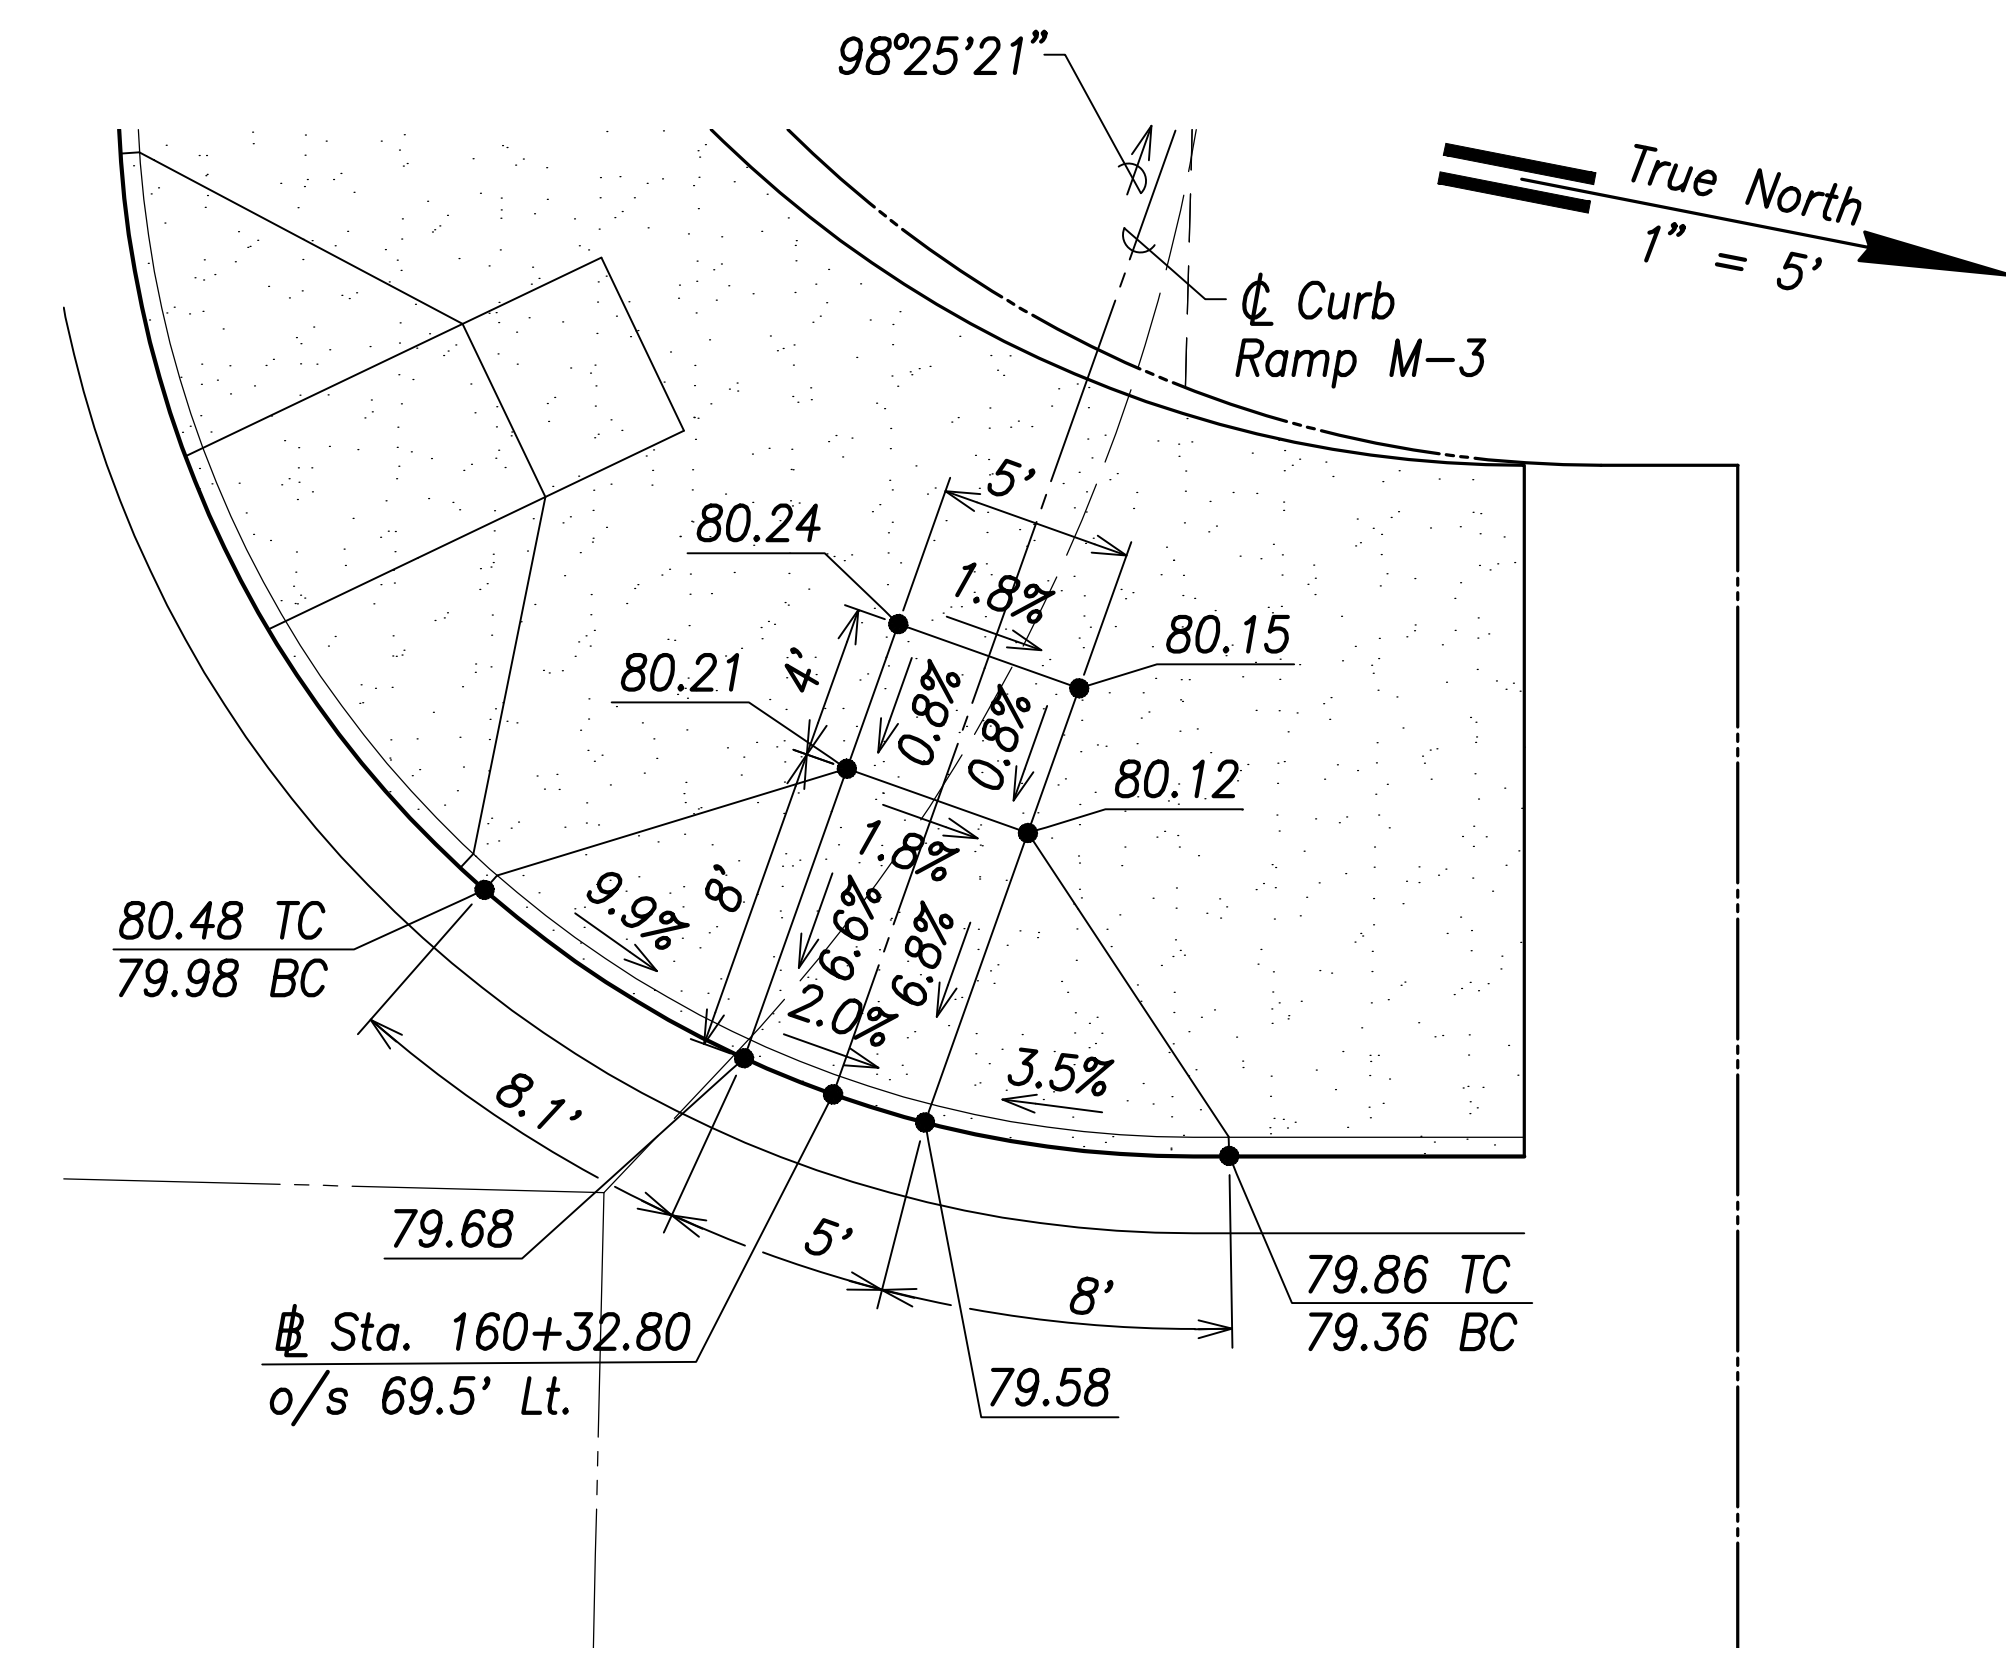 98°25'21"
True North
1" = 5'
℄ Curb
Ramp M-3
5'
80.24
1.8%
80.15
80.21
4'
0.8%
0.8%
80.12
1.8%
9.9%
8'
6.6%
6.8%
80.48 TC
79.98 BC
2.0%
3.5%
8.1'
79.68
5'
8'
79.86 TC
79.36 BC
BL Sta. 160+32.80
o/s 69.5' Lt.
79.58